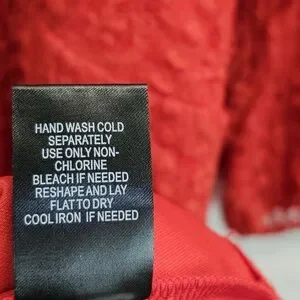 HAND WASH COLD
SEPARATELY
USE ONLY NON-
CHLORINE
BLEACH IF NEEDED
RESHAPE AND LAY
FLAT TO DRY
COOL IRON IF NEEDED